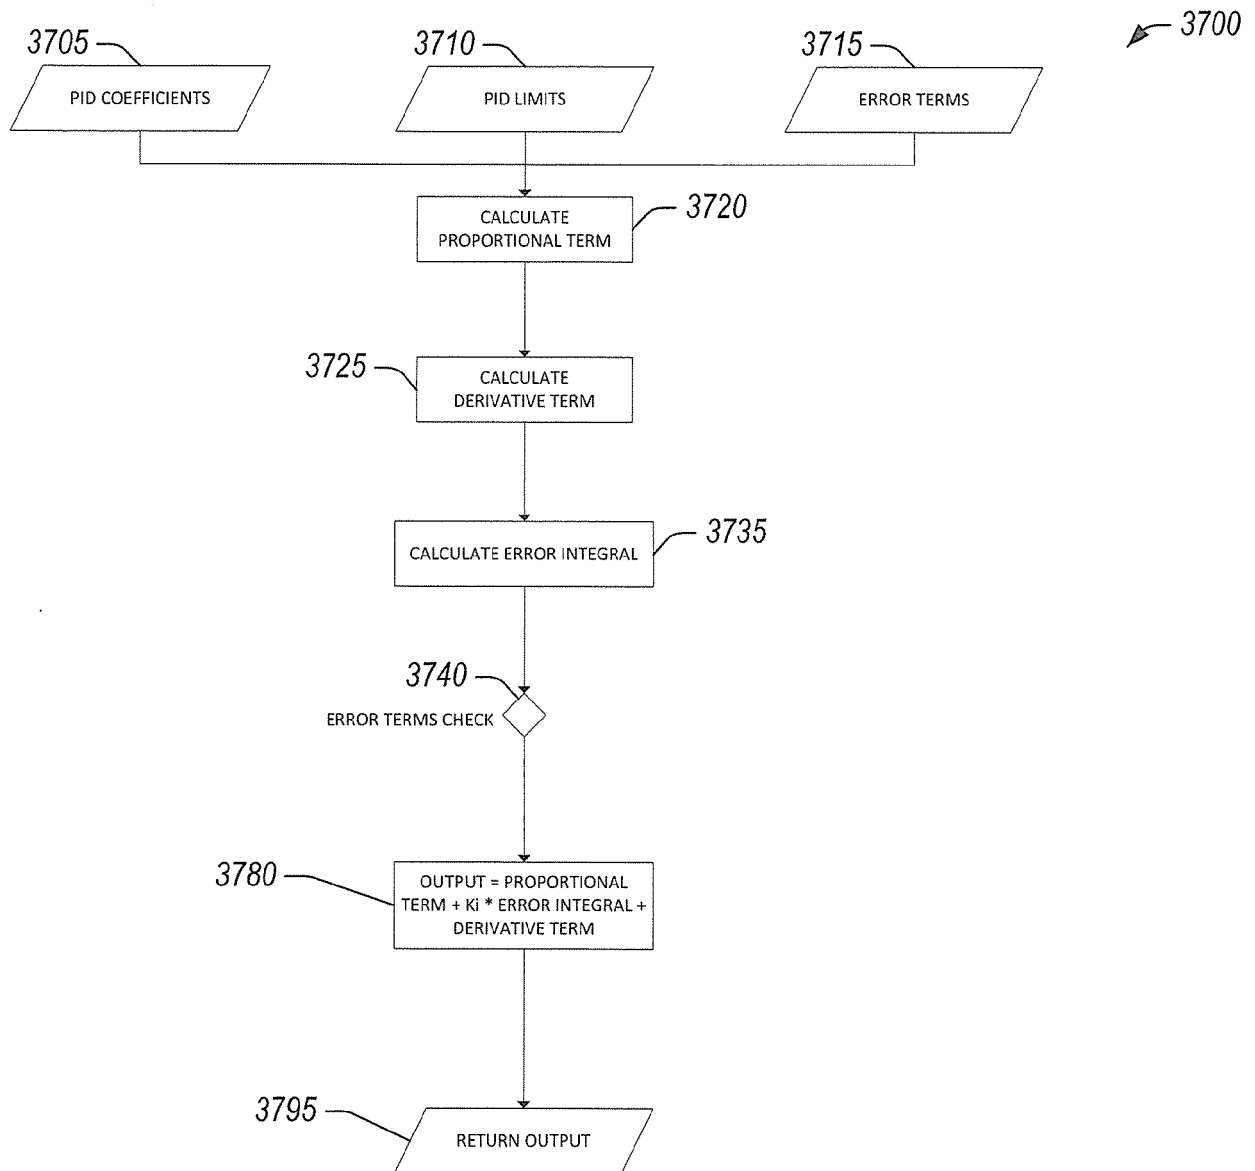 3700
3705
3710
3715
PID COEFFICIENTS
PID LIMITS
ERROR TERMS
CALCULATE
PROPORTIONAL TERM
3720
3725
CALCULATE
DERIVATIVE TERM
CALCULATE ERROR INTEGRAL
3735
3740
ERROR TERMS CHECK
3780
OUTPUT = PROPORTIONAL
TERM + Ki * ERROR INTEGRAL +
DERIVATIVE TERM
3795
RETURN OUTPUT